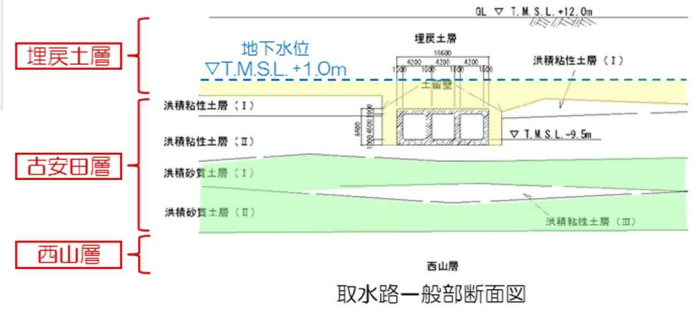 GL ▽ T.M.S.L.+12.0m
埋戻土層
埋戻土層
地下水位
▽T.M.S.L.+1.0m
4200 4200 4200
洪積粘性土層(Ⅰ)
土留壁
洪積粘性土層(Ⅰ)
▽ T.M.S.L.-9.5m
洪積粘性土層(Ⅱ)
古安田層
洪積砂質土層(Ⅰ)
洪積砂質土層(Ⅱ)
洪積粘性土層(Ⅲ)
西山層
西山層
取水路一般部断面図